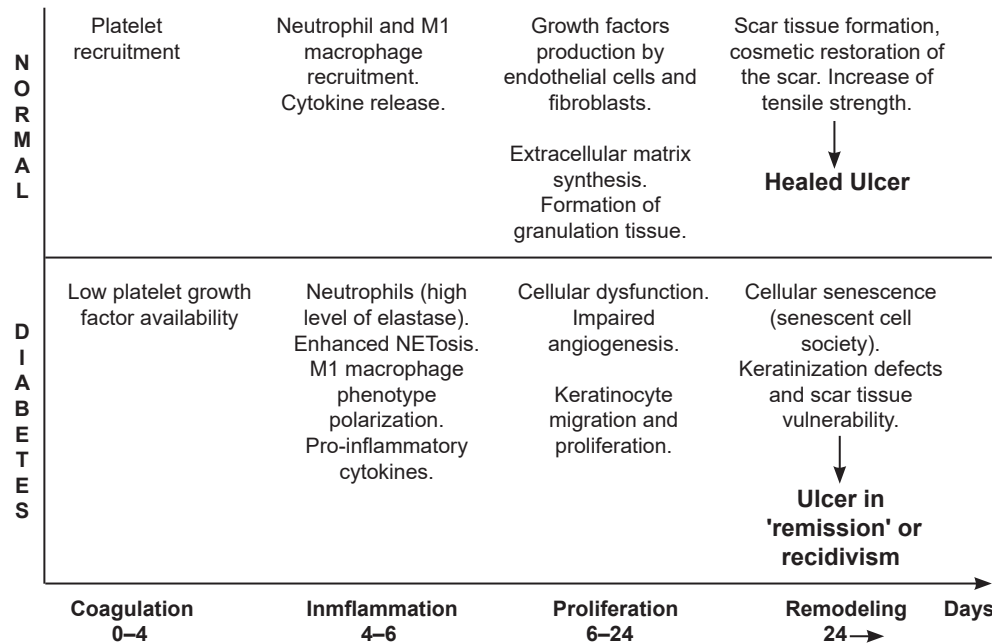 NORMAL
Platelet
recruitment
Neutrophil and M1
macrophage
recruitment.
Cytokine release.
Growth factors
production by
endothelial cells and
fibroblasts.
Extracellular matrix
synthesis.
Formation of
granulation tissue.
Scar tissue formation,
cosmetic restoration of
the scar. Increase of
tensile strength.
Healed Ulcer
DIABETES
Low platelet growth
factor availability
Neutrophils (high
level of elastase).
Enhanced NETosis.
M1 macrophage
phenotype
polarization.
Pro-inflammatory
cytokines.
Cellular dysfunction.
Impaired
angiogenesis.
Keratinocyte
migration and
proliferation.
Cellular senescence
(senescent cell
society).
Keratinization defects
and scar tissue
vulnerability.
Ulcer in
'remission' or
recidivism
Coagulation
0–4
Inmflammation
4–6
Proliferation
6–24
Remodeling
24
Days